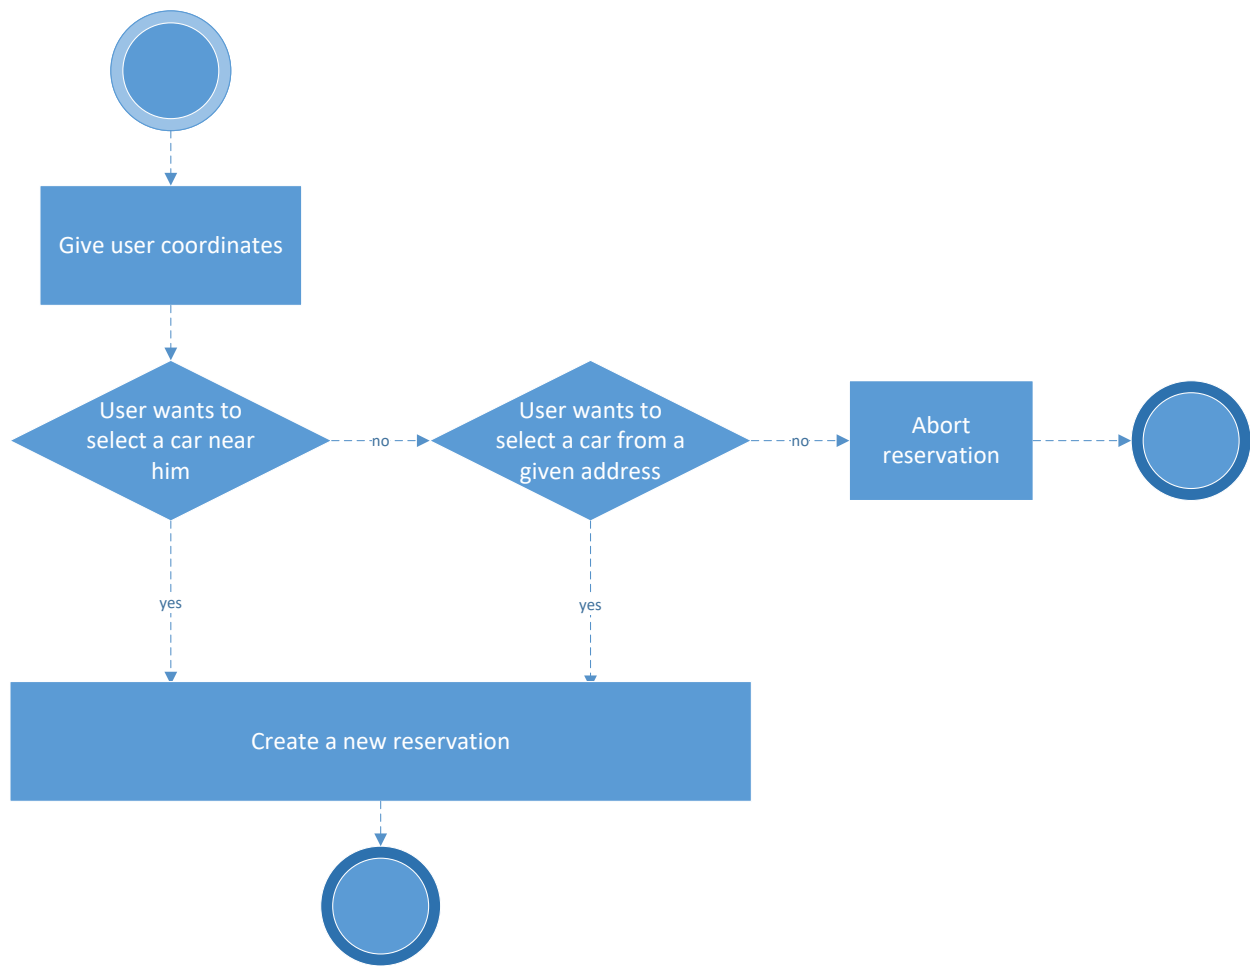 Give user coordinates
User wants to
select a car near
him
no
User wants to
select a car from a
given address
no
Abort
reservation
yes
yes
Create a new reservation